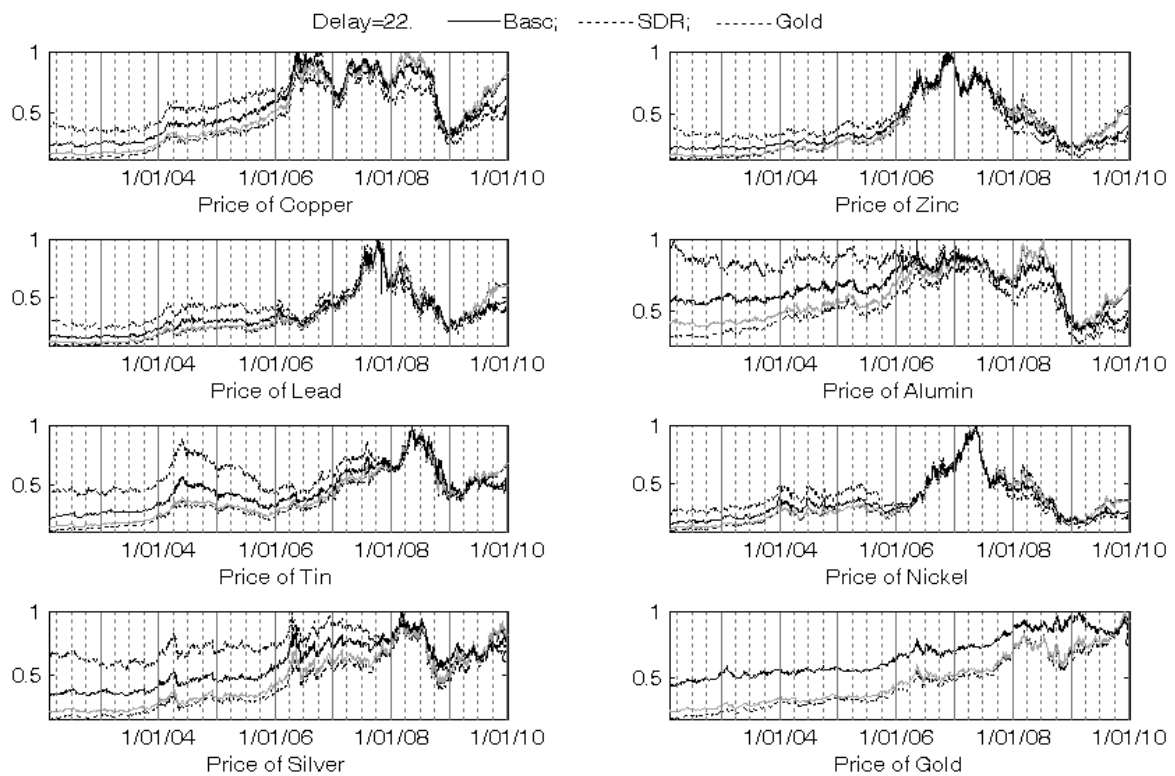 Delay=22. Basc; SDR; Gold
1 1
0.5 0.5
1/01/04 1/01/06 1/01/08 1/01/10 1/01/04 1/01/06 1/01/08 1/01/10
Price of Copper Price of Zinc
1 1
0.5 0.5
1/01/04 1/01/06 1/01/08 1/01/10 1/01/04 1/01/06 1/01/08 1/01/10
Price of Lead Price of Alumin
1 1
0.5 0.5
1/01/04 1/01/06 1/01/08 1/01/10 1/01/04 1/01/06 1/01/08 1/01/10
Price of Tin Price of Nickel
1 1
0.5 0.5
1/01/04 1/01/06 1/01/08 1/01/10 1/01/04 1/01/06 1/01/08 1/01/10
Price of Silver Price of Gold